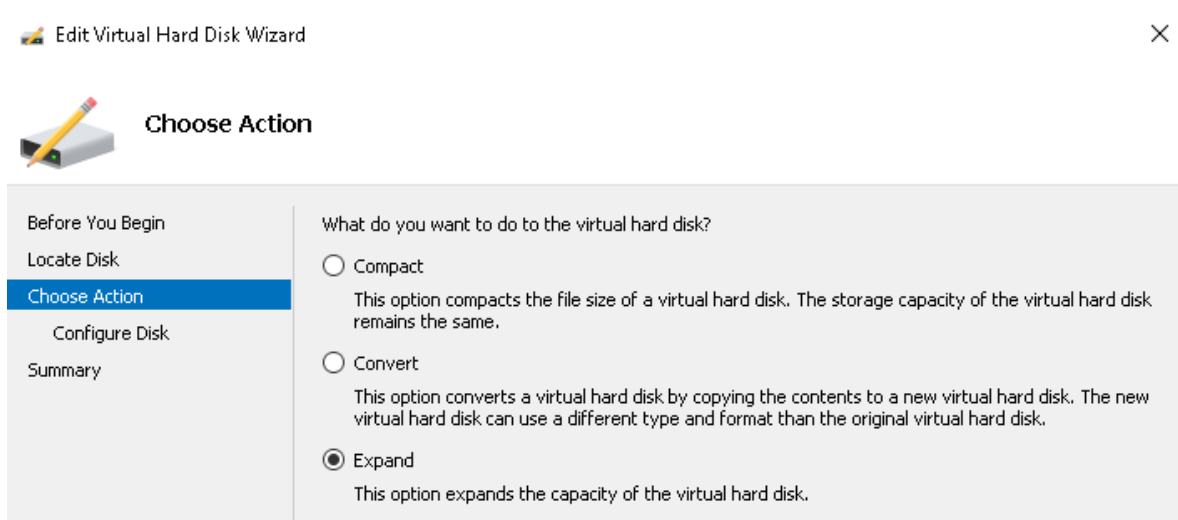 Edit Virtual Hard Disk Wizard
Choose Action
Before You Begin
Locate Disk
Choose Action
Configure Disk
Summary
What do you want to do to the virtual hard disk?
Compact
This option compacts the file size of a virtual hard disk. The storage capacity of the virtual hard disk
remains the same.
Convert
This option converts a virtual hard disk by copying the contents to a new virtual hard disk. The new
virtual hard disk can use a different type and format than the original virtual hard disk.
Expand
This option expands the capacity of the virtual hard disk.